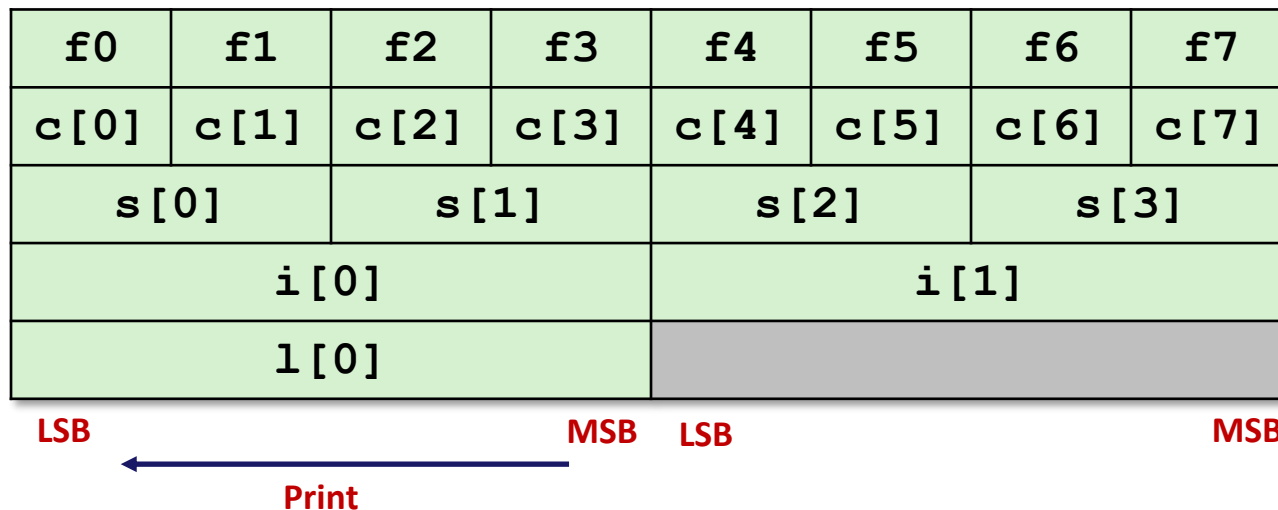 f0 f1 f2 f3 f4 f5 f6 f7
c[0] c[1] c[2] c[3] c[4] c[5] c[6] c[7]
s[0] s[1] s[2] s[3]
i[0] i[1]
l[0]
LSB MSB LSB MSB
Print